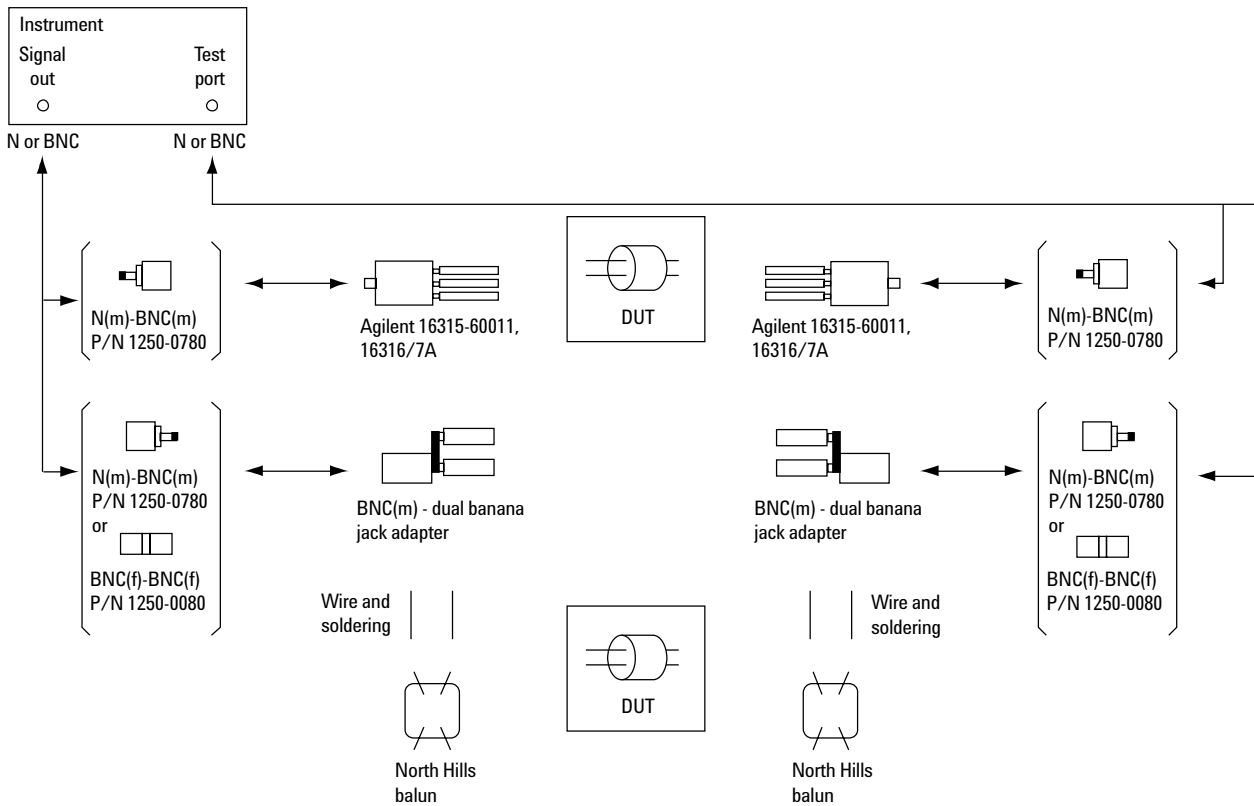 Instrument
Signal
out
Test
port
N or BNC
N or BNC
N(m)-BNC(m)
P/N 1250-0780
Agilent 16315-60011,
16316/7A
DUT
Agilent 16315-60011,
16316/7A
N(m)-BNC(m)
P/N 1250-0780
N(m)-BNC(m)
P/N 1250-0780
or
BNC(f)-BNC(f)
P/N 1250-0080
BNC(m) - dual banana
jack adapter
BNC(m) - dual banana
jack adapter
N(m)-BNC(m)
P/N 1250-0780
or
BNC(f)-BNC(f)
P/N 1250-0080
Wire and
soldering
DUT
Wire and
soldering
North Hills
balun
North Hills
balun